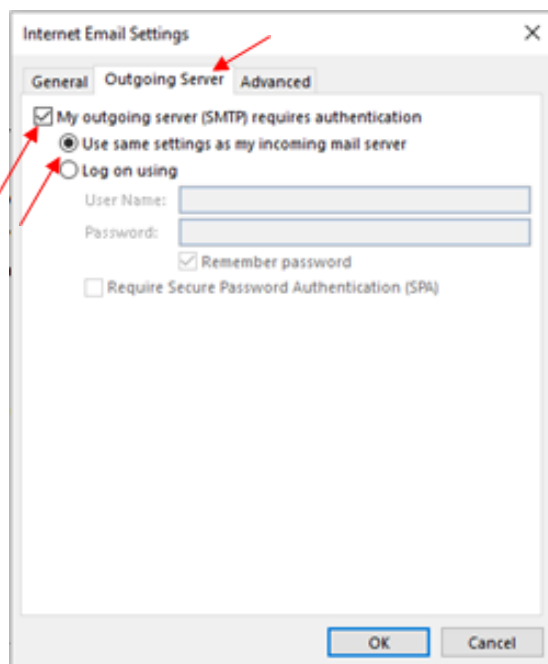 Internet Email Settings
General Outgoing Server Advanced
My outgoing server (SMTP) requires authentication
Use same settings as my incoming mail server
Log on using
User Name:
Password:
Remember password
Require Secure Password Authentication (SPA)
OK Cancel